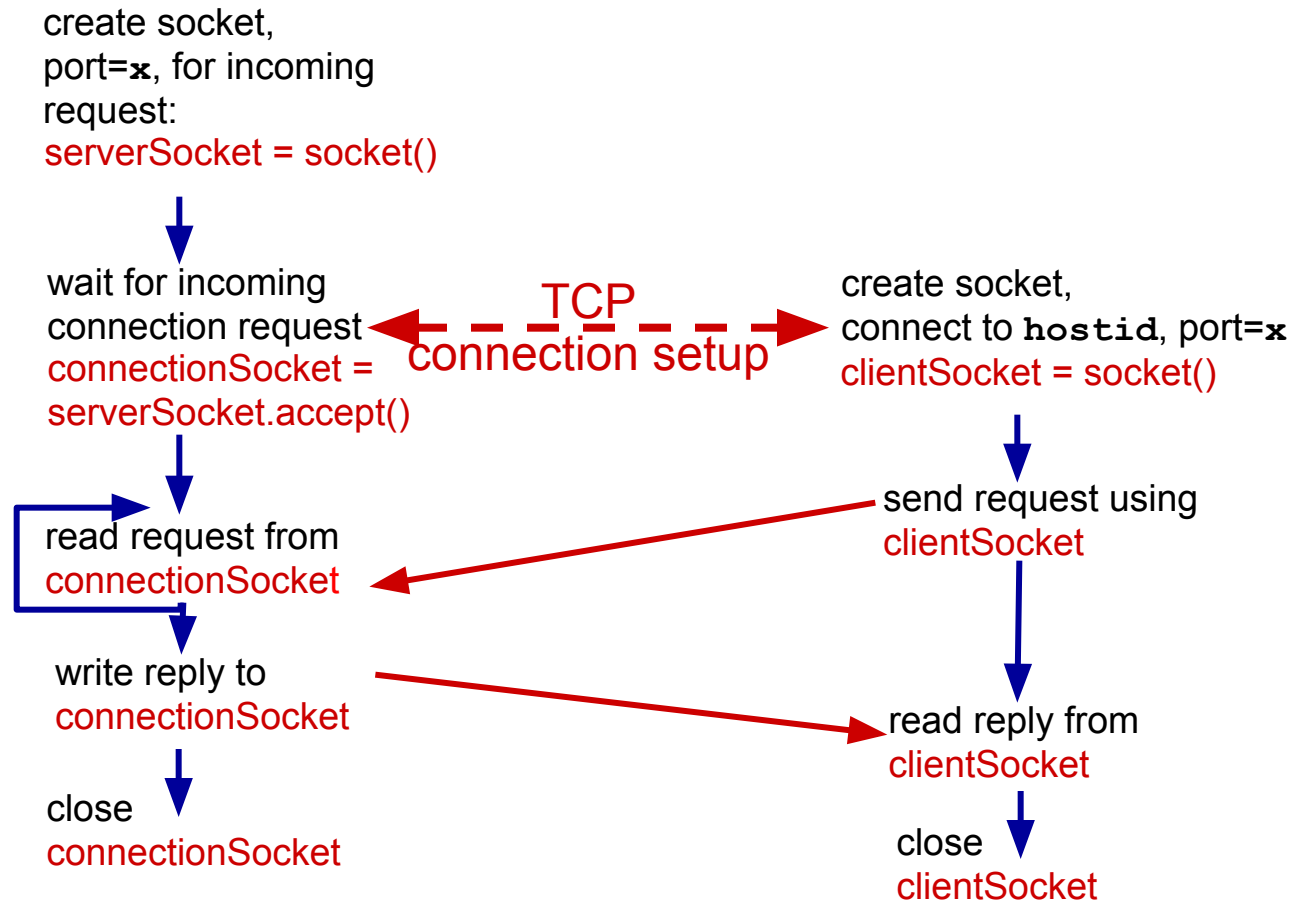 create socket,
port=x, for incoming
request:
serverSocket = socket()
wait for incoming
connection request
connectionSocket =
serverSocket.accept()
TCP
connection setup
create socket,
connect to hostid, port=x
clientSocket = socket()
read request from
connectionSocket
send request using
clientSocket
write reply to
connectionSocket
read reply from
clientSocket
close
connectionSocket
close
clientSocket